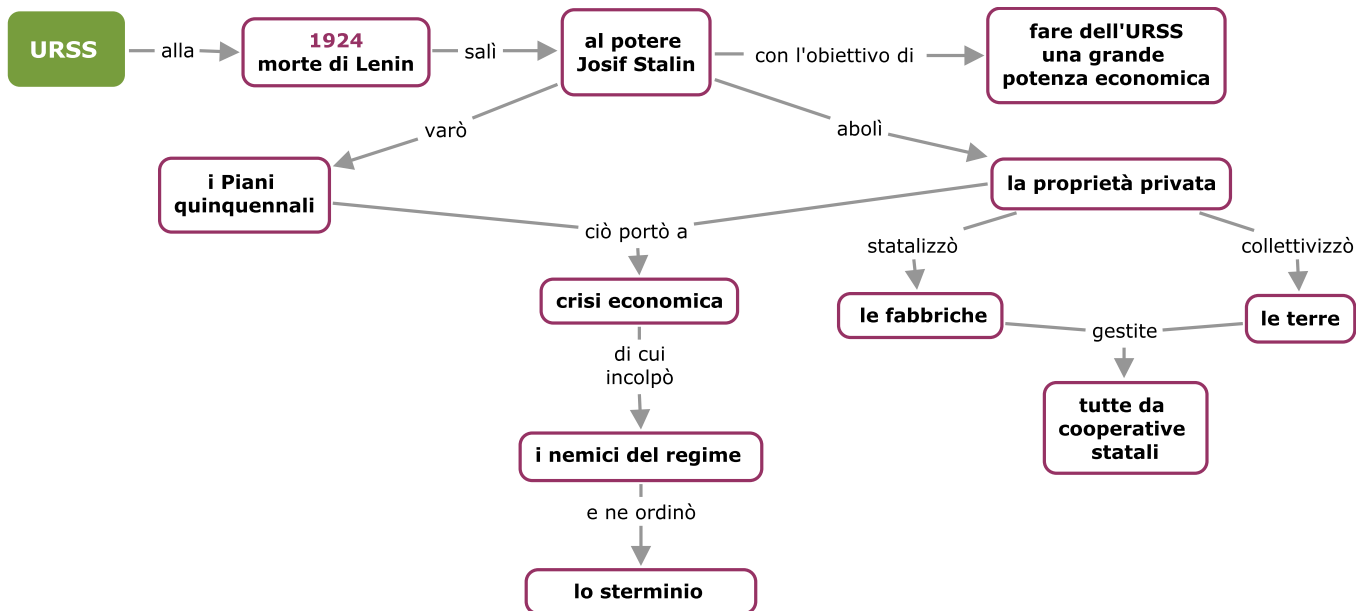 URSS
alla
1924
morte di Lenin
salì
al potere
Josif Stalin
con l'obiettivo di
fare dell'URSS
una grande
potenza economica
varò
abolì
i Piani
quinquennali
la proprietà privata
ciò portò a
statalizzò
collettivizzò
crisi economica
le fabbriche
le terre
gestite
di cui
incolpò
tutte da
cooperative
statali
i nemici del regime
e ne ordinò
lo sterminio